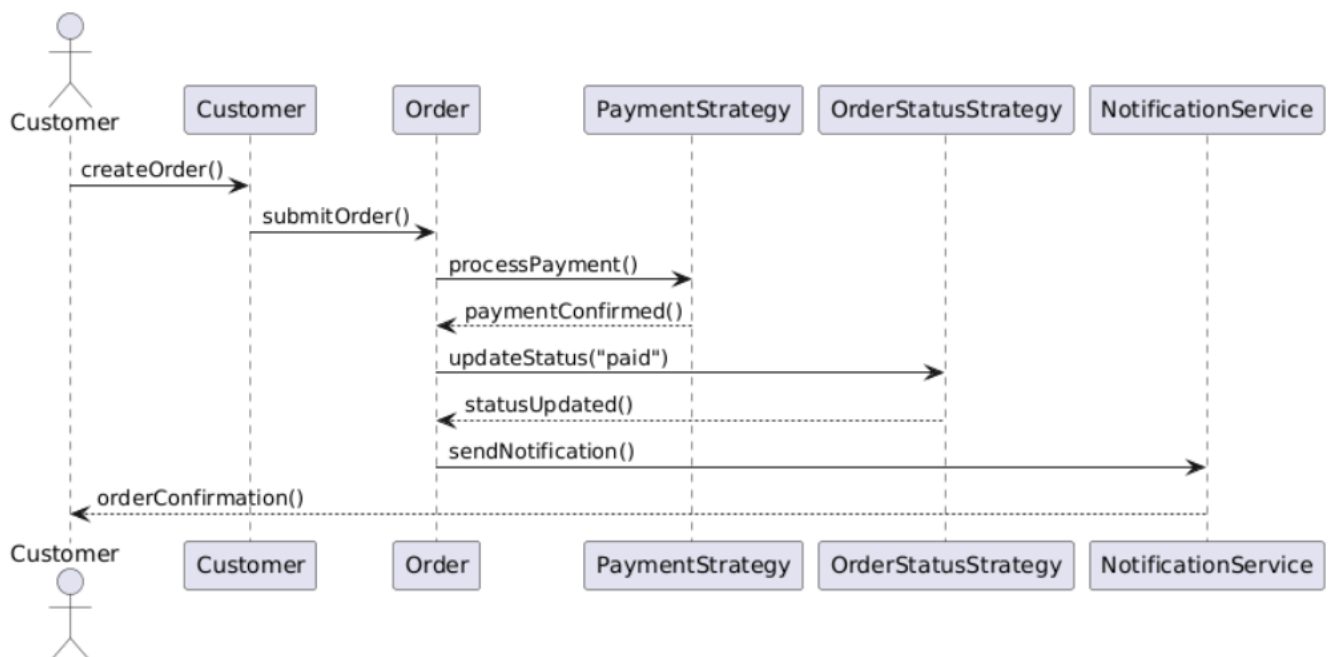 Customer
Customer Order PaymentStrategy OrderStatusStrategy NotificationService
createOrder()
submitOrder()
processPayment()
paymentConfirmed()
updateStatus("paid")
statusUpdated()
sendNotification()
orderConfirmation()
Customer
Customer Order PaymentStrategy OrderStatusStrategy NotificationService